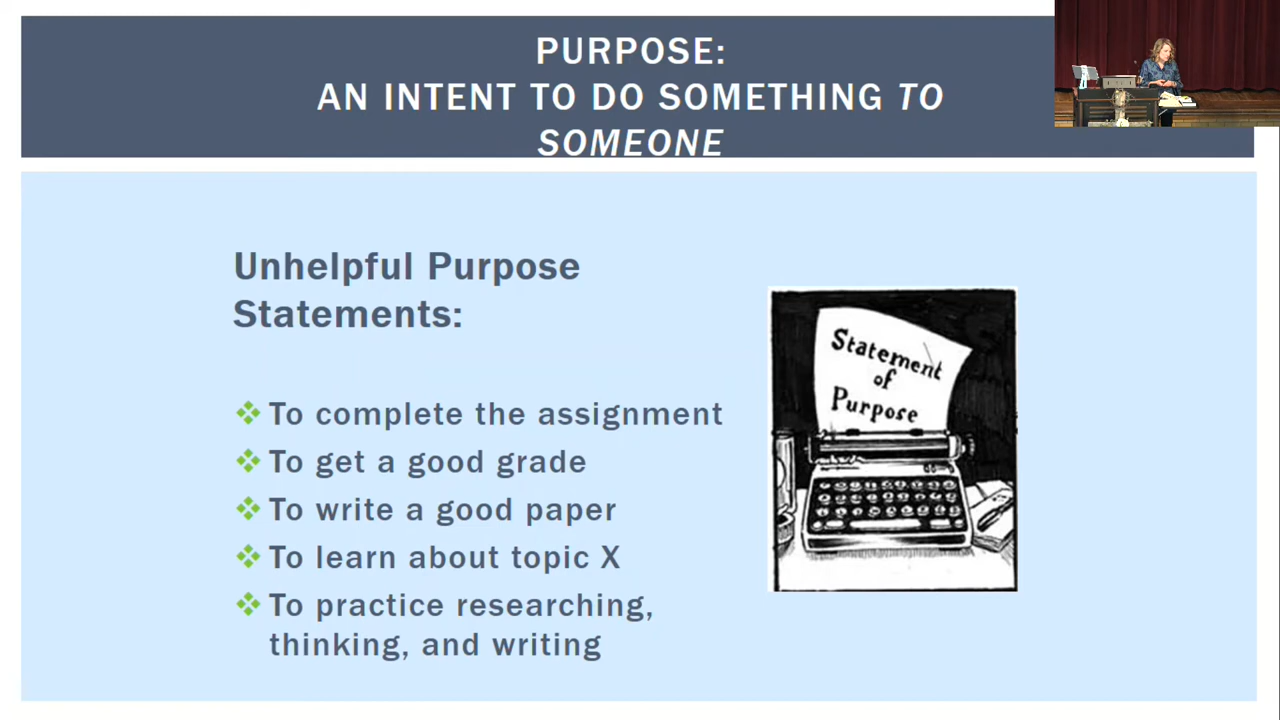 PURPOSE:
AN INTENT TO DO SOMETHING TO
SOMEONE
Unhelpful Purpose
Statements:
To complete the assignment
To get a good grade
To write a good paper
To learn about topic X
To practice researching,
thinking, and writing
Statement
of
Purpose